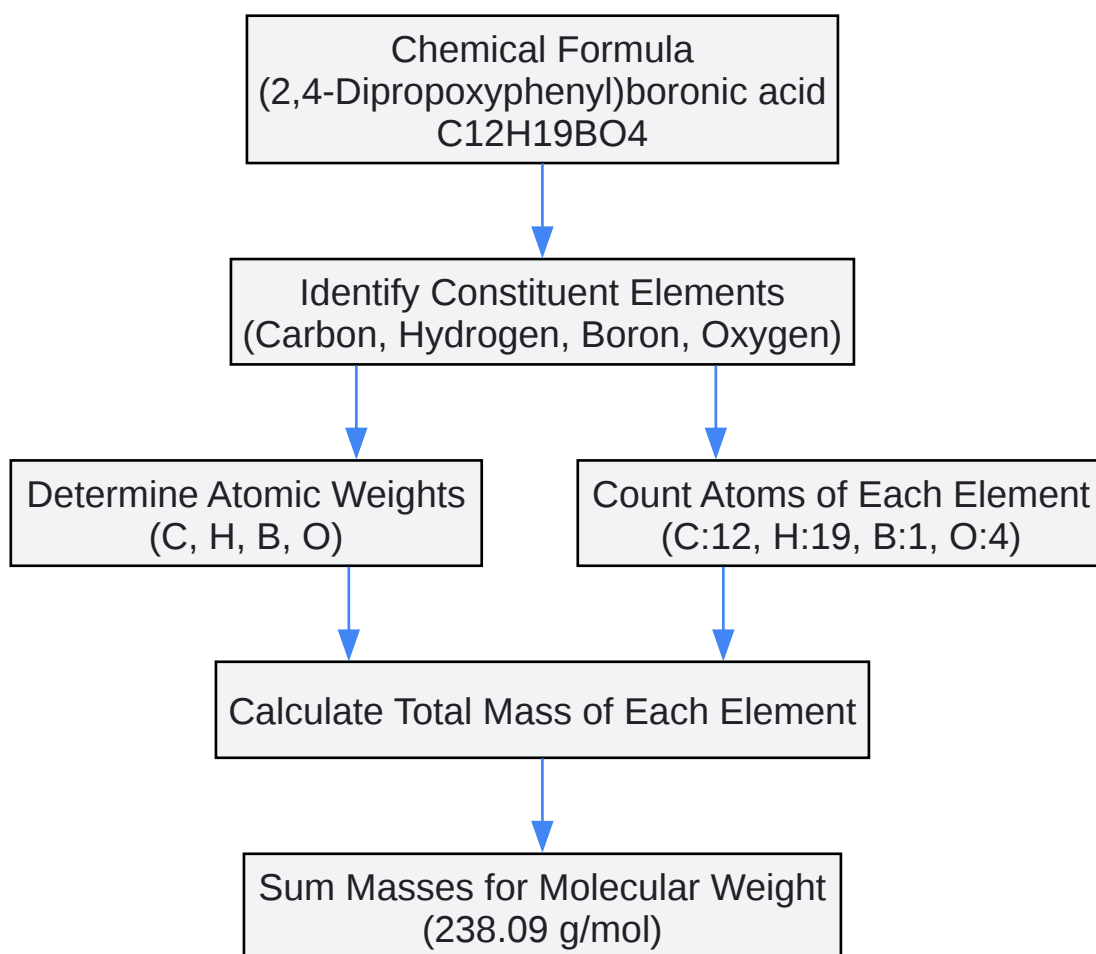 Chemical Formula
(2,4-Dipropoxyphenyl)boronic acid
C12H19BO4
Identify Constituent Elements
(Carbon, Hydrogen, Boron, Oxygen)
Determine Atomic Weights
(C, H, B, O)
Count Atoms of Each Element
(C:12, H:19, B:1, O:4)
Calculate Total Mass of Each Element
Sum Masses for Molecular Weight
(238.09 g/mol)